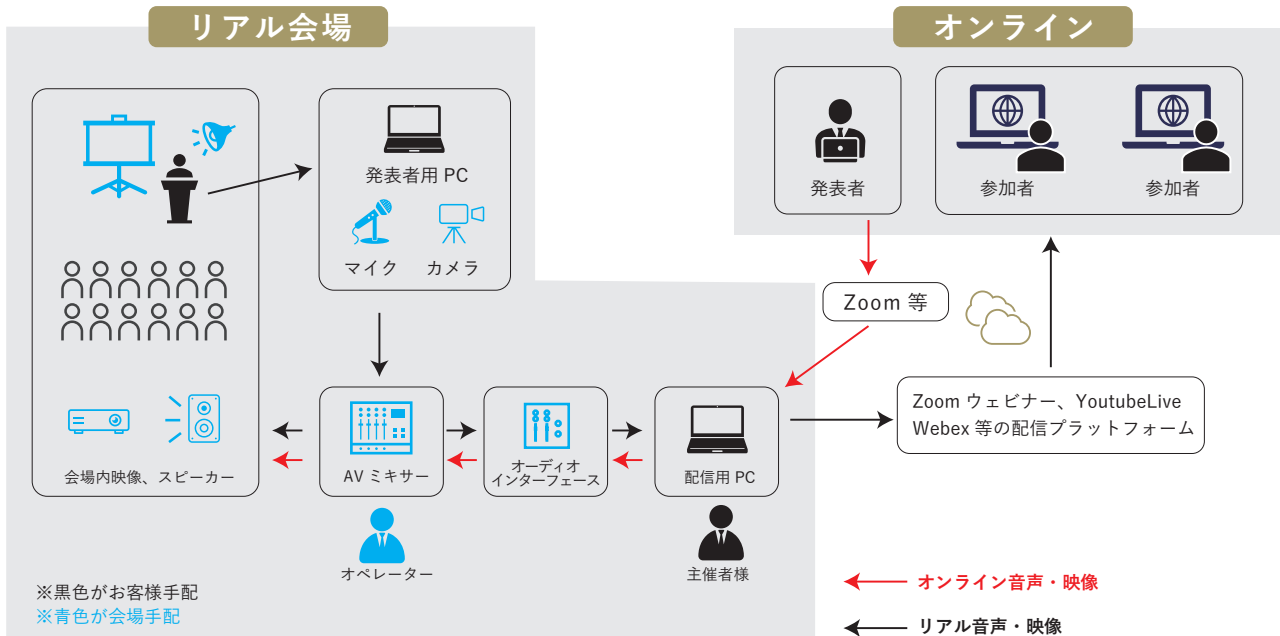 リアル会場
オンライン
発表者用 PC
マイク
カメラ
発表者
参加者
参加者
Zoom 等
Zoom ウェビナー、YoutubeLive
Webex 等の配信プラットフォーム
会場内映像、スピーカー
AV ミキサー
オーディオ
インターフェース
配信用 PC
オペレーター
主催者様
※黒色がお客様手配
※青色が会場手配
オンライン音声・映像
リアル音声・映像